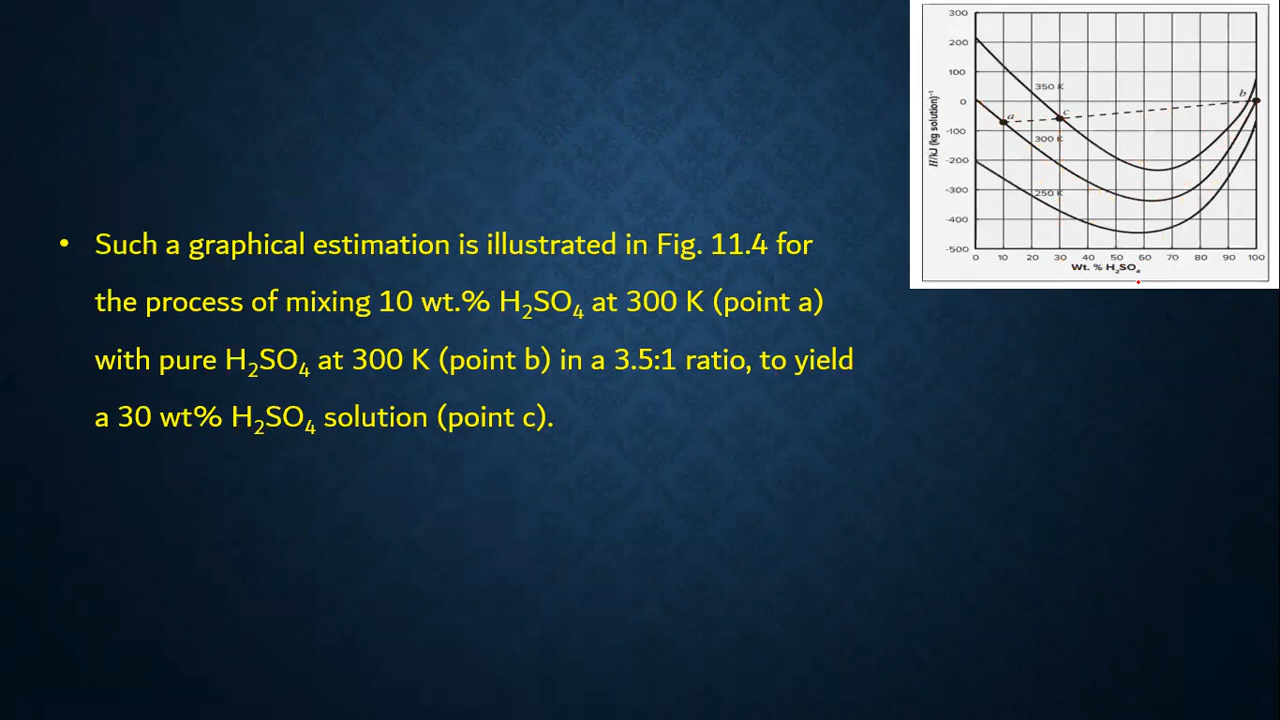 • Such a graphical estimation is illustrated in Fig. 11.4 for
the process of mixing 10 wt.% H₂SO₄ at 300 K (point a)
with pure H₂SO₄ at 300 K (point b) in a 3.5:1 ratio, to yield
a 30 wt% H₂SO₄ solution (point c).
300
200
100
0
-100
-200
-300
-400
-500
H/kJ (kg solution)⁻¹
350 K
300 K
250 K
a
c
b
0 10 20 30 40 50 60 70 80 90 100
Wt. % H₂SO₄